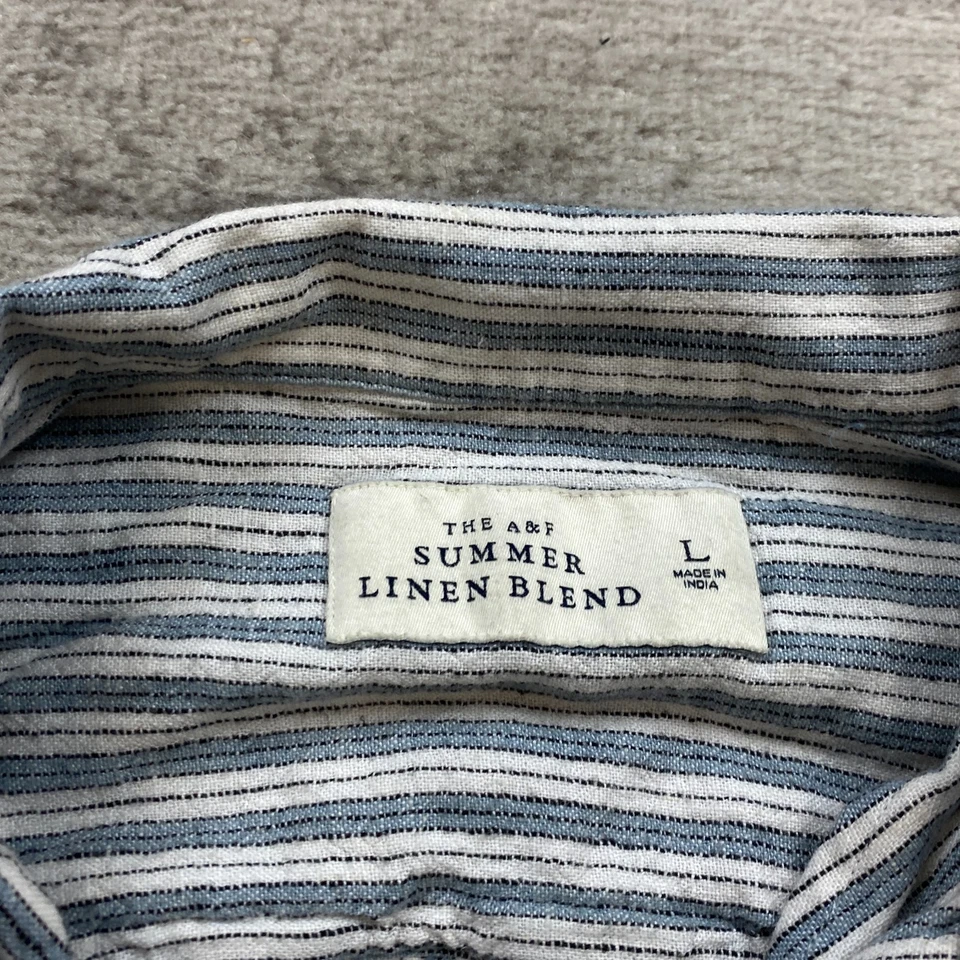 THE A&F
SUMMER
LINEN BLEND
L
MADE IN
INDIA